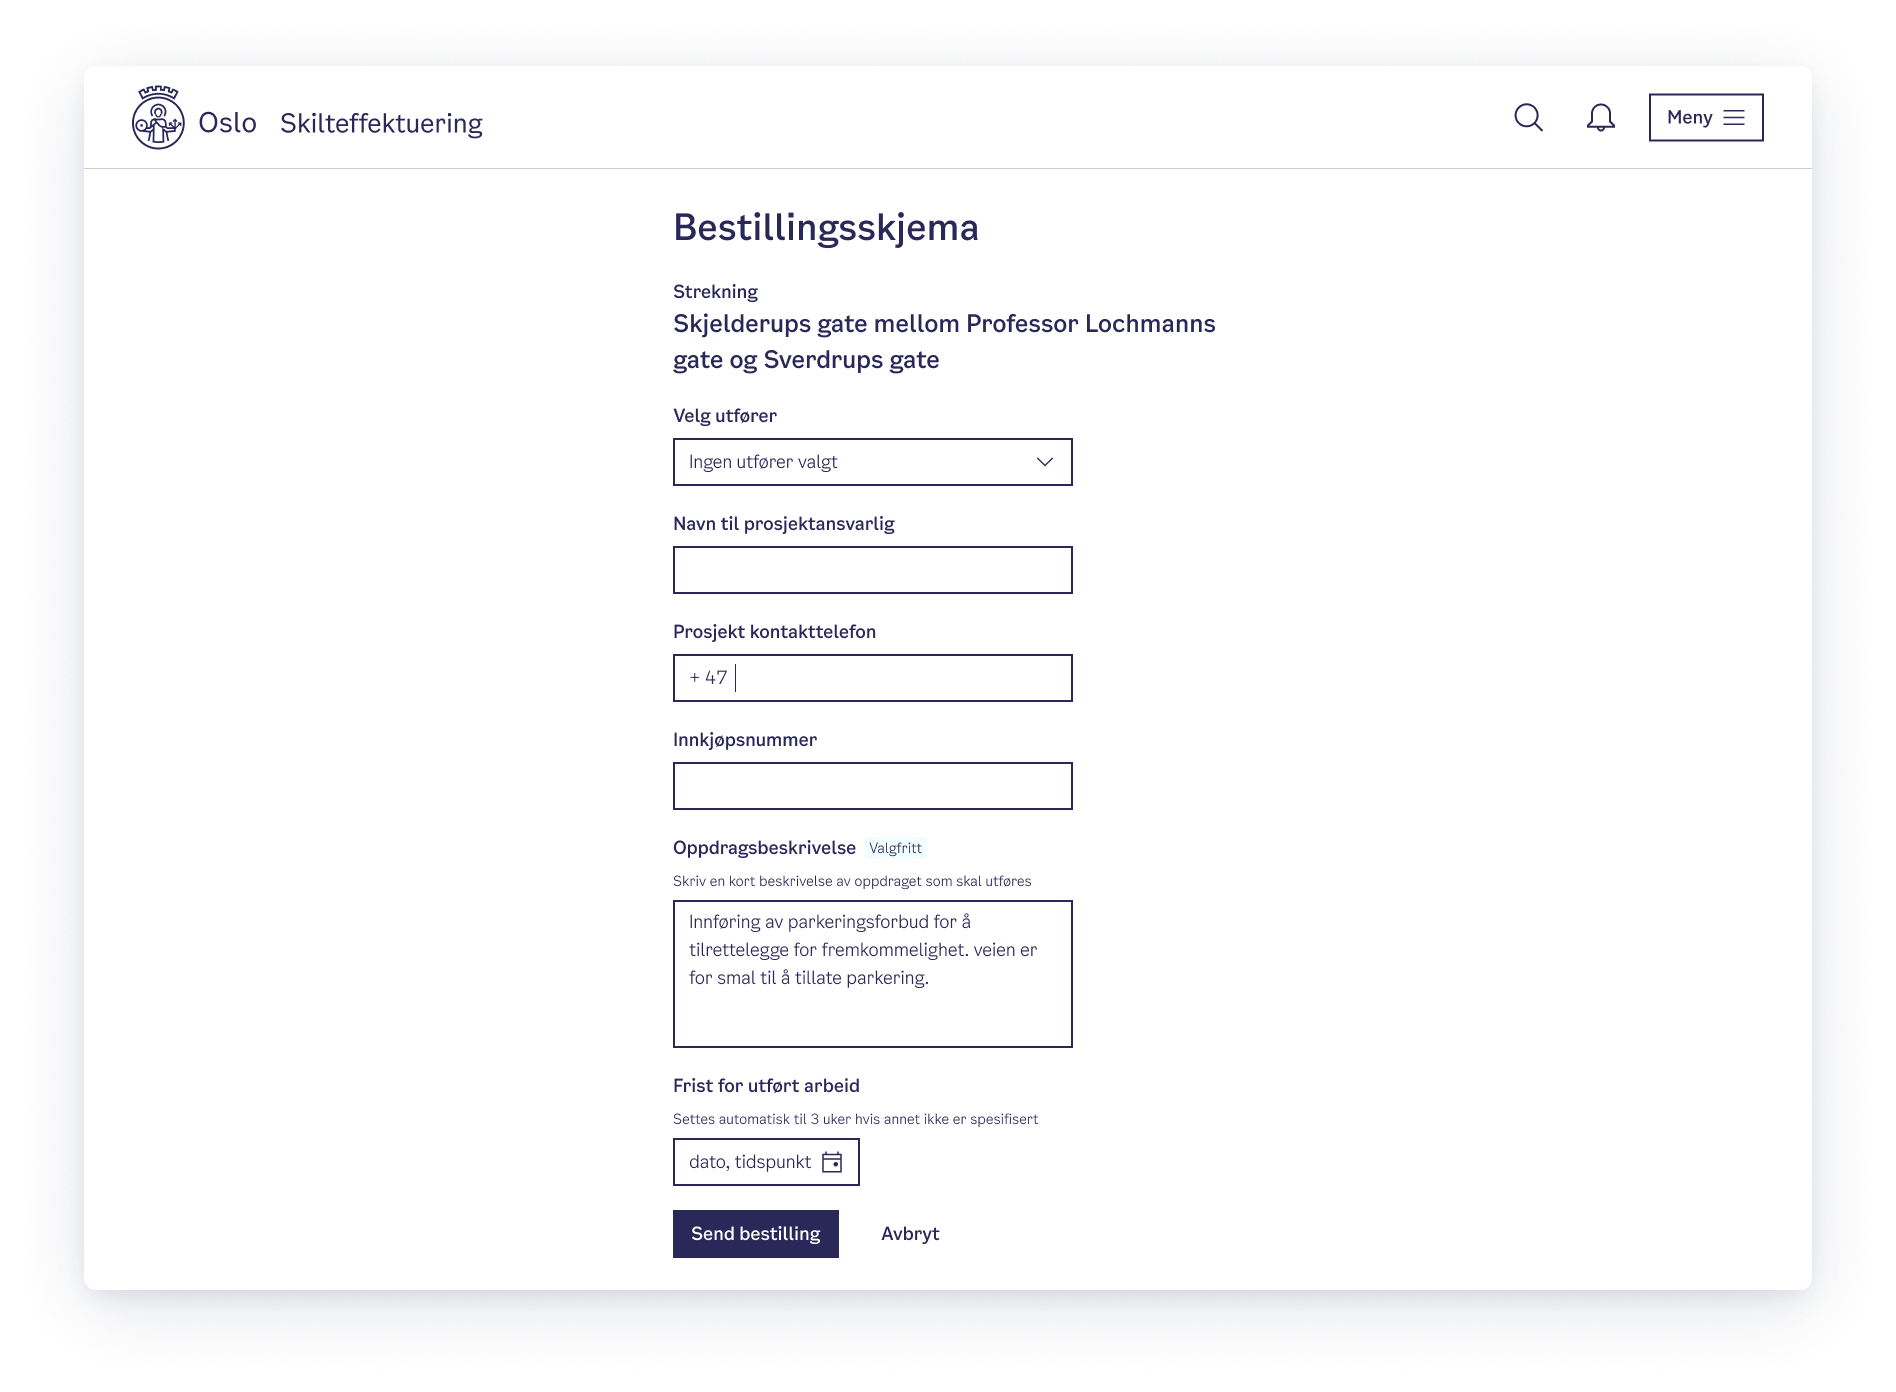 Oslo Skilteffektuering
Meny
Bestillingsskjema
Strekning
Skjelderups gate mellom Professor Lochmanns
gate og Sverdrups gate
Velg utfører
Ingen utfører valgt
Navn til prosjektansvarlig
Prosjekt kontakttelefon
+ 47
Innkjøpsnummer
Oppdragsbeskrivelse Valgfritt
Skriv en kort beskrivelse av oppdraget som skal utføres
Innføring av parkeringsforbud for å
tilrettelegge for fremkommelighet. veien er
for smal til å tillate parkering.
Frist for utført arbeid
Settes automatisk til 3 uker hvis annet ikke er spesifisert
dato, tidspunkt
Send bestilling Avbryt